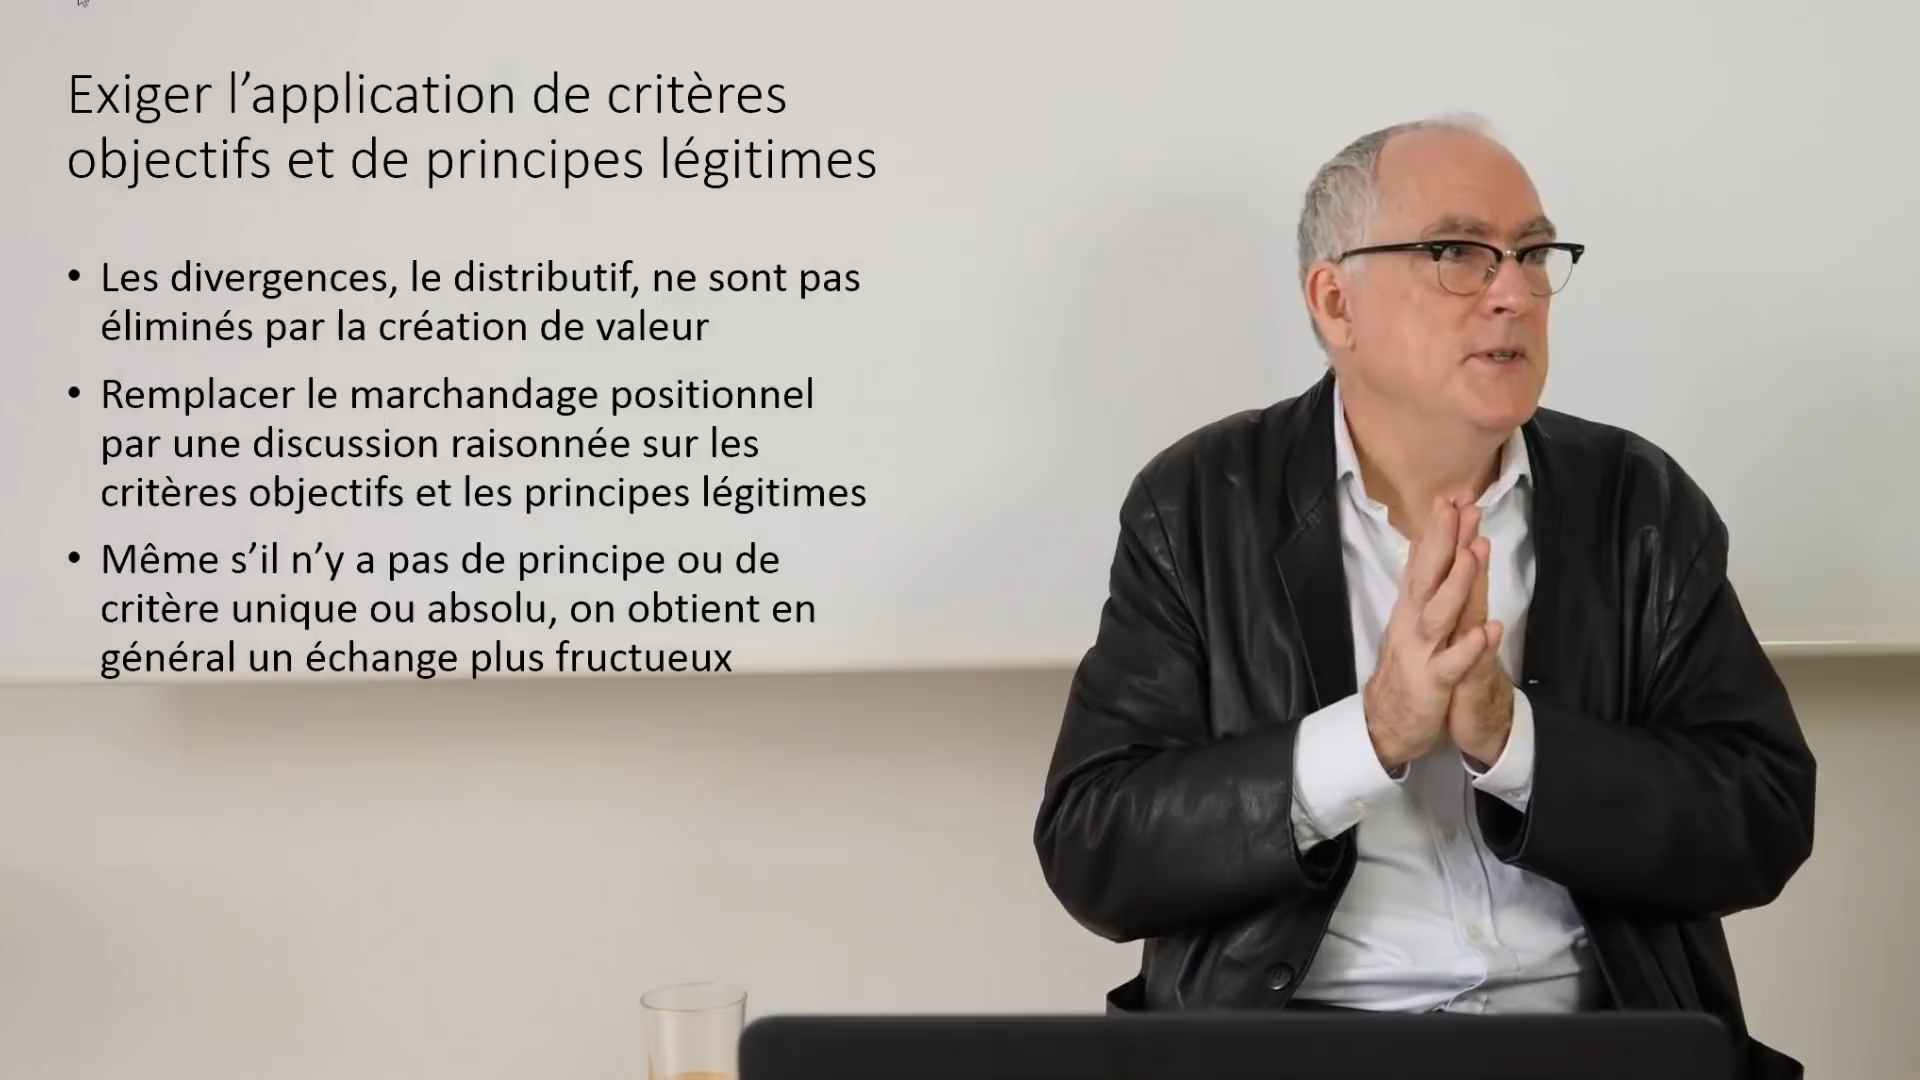 Exiger l’application de critères
objectifs et de principes légitimes
• Les divergences, le distributif, ne sont pas
éliminés par la création de valeur
• Remplacer le marchandage positionnel
par une discussion raisonnée sur les
critères objectifs et les principes légitimes
• Même s’il n’y a pas de principe ou de
critère unique ou absolu, on obtient en
général un échange plus fructueux